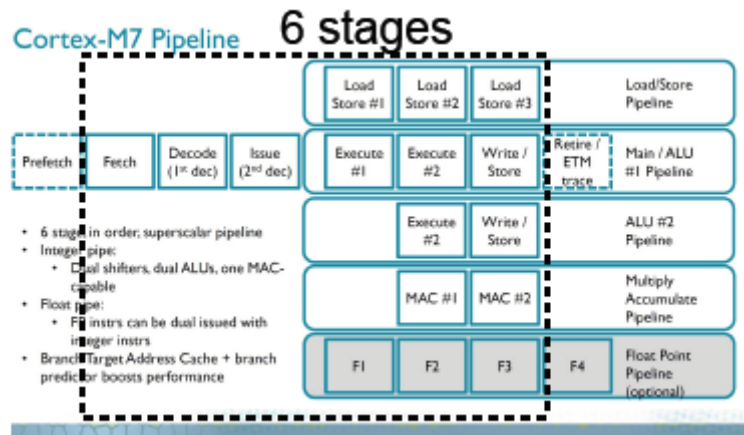 6 stages
Cortex-M7 Pipeline
Load
Store #1
Load
Store #2
Load
Store #3
Load/Store
Pipeline
Prefetch
Fetch
Decode
(1st dec)
Issue
(2nd dec)
Execute
#1
Execute
#2
Write /
Store
Retire /
ETM
trace
Main / ALU
#1 Pipeline
Execute
#2
Write /
Store
ALU #2
Pipeline
MAC #1
MAC #2
Multiply
Accumulate
Pipeline
F1
F2
F3
F4
Float Point
Pipeline
(optional)
• 6 stage, in order, superscalar pipeline
• Integer pipe:
• Dual shifters, dual ALUs, one MAC-
capable
• Float pipe:
• FP instrs can be dual issued with
integer instrs
• Branch Target Address Cache + branch
predictor boosts performance